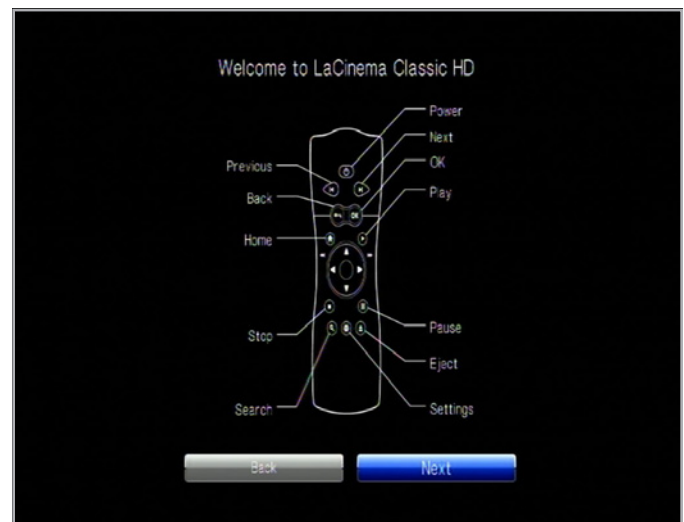 Welcome to LaCinema Classic HD
Power
Next
OK
Play
Previous
Back
Home
Stop
Pause
Eject
Search
Settings
Back
Next